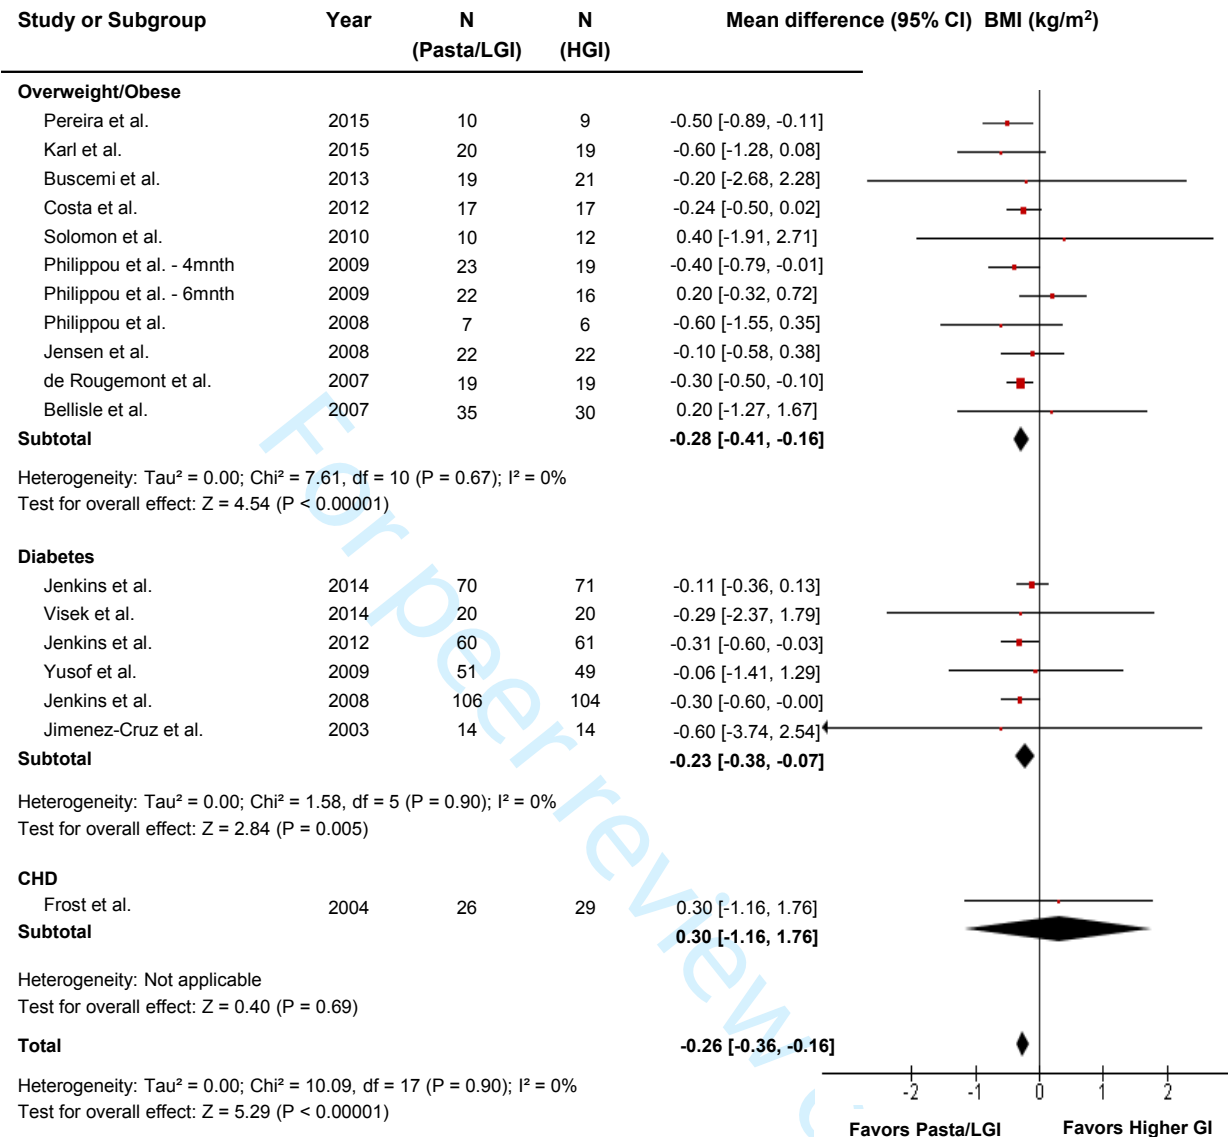 Study or Subgroup Year N N Mean difference (95% CI) BMI (kg/m²)
(Pasta/LGI) (HGI)
Overweight/Obese
Pereira et al. 2015 10 9 -0.50 [-0.89, -0.11]
Karl et al. 2015 20 19 -0.60 [-1.28, 0.08]
Buscemi et al. 2013 19 21 -0.20 [-2.68, 2.28]
Costa et al. 2012 17 17 -0.24 [-0.50, 0.02]
Solomon et al. 2010 10 12 0.40 [-1.91, 2.71]
Philippou et al. - 4mnth 2009 23 19 -0.40 [-0.79, -0.01]
Philippou et al. - 6mnth 2009 22 16 0.20 [-0.32, 0.72]
Philippou et al. 2008 7 6 -0.60 [-1.55, 0.35]
Jensen et al. 2008 22 22 -0.10 [-0.58, 0.38]
de Rougemont et al. 2007 19 19 -0.30 [-0.50, -0.10]
Bellisle et al. 2007 35 30 0.20 [-1.27, 1.67]
Subtotal -0.28 [-0.41, -0.16]
Heterogeneity: Tau² = 0.00; Chi² = 7.61, df = 10 (P = 0.67); I² = 0%
Test for overall effect: Z = 4.54 (P < 0.00001)
Diabetes
Jenkins et al. 2014 70 71 -0.11 [-0.36, 0.13]
Visek et al. 2014 20 20 -0.29 [-2.37, 1.79]
Jenkins et al. 2012 60 61 -0.31 [-0.60, -0.03]
Yusof et al. 2009 51 49 -0.06 [-1.41, 1.29]
Jenkins et al. 2008 106 104 -0.30 [-0.60, -0.00]
Jimenez-Cruz et al. 2003 14 14 -0.60 [-3.74, 2.54]
Subtotal -0.23 [-0.38, -0.07]
Heterogeneity: Tau² = 0.00; Chi² = 1.58, df = 5 (P = 0.90); I² = 0%
Test for overall effect: Z = 2.84 (P = 0.005)
CHD
Frost et al. 2004 26 29 0.30 [-1.16, 1.76]
Subtotal 0.30 [-1.16, 1.76]
Heterogeneity: Not applicable
Test for overall effect: Z = 0.40 (P = 0.69)
Total -0.26 [-0.36, -0.16]
Heterogeneity: Tau² = 0.00; Chi² = 10.09, df = 17 (P = 0.90); I² = 0%
Test for overall effect: Z = 5.29 (P < 0.00001)
-2 -1 0 1 2
Favors Pasta/LGI Favors Higher GI
For peer review